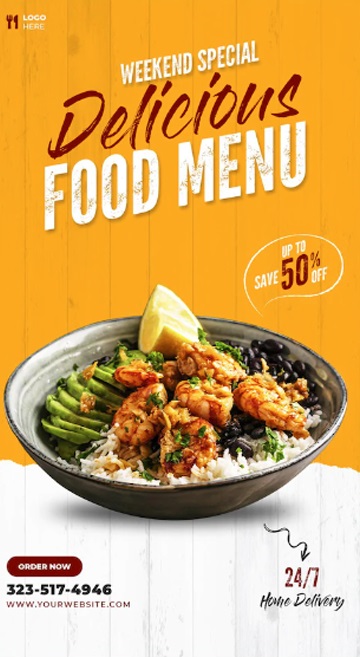 LOGO
HERE
WEEKEND SPECIAL
Delicious
FOOD MENU
UP TO
SAVE 50% OFF
ORDER NOW
323-517-4946
WWW.YOURWEBSITE.COM
24/7
Home Delivery